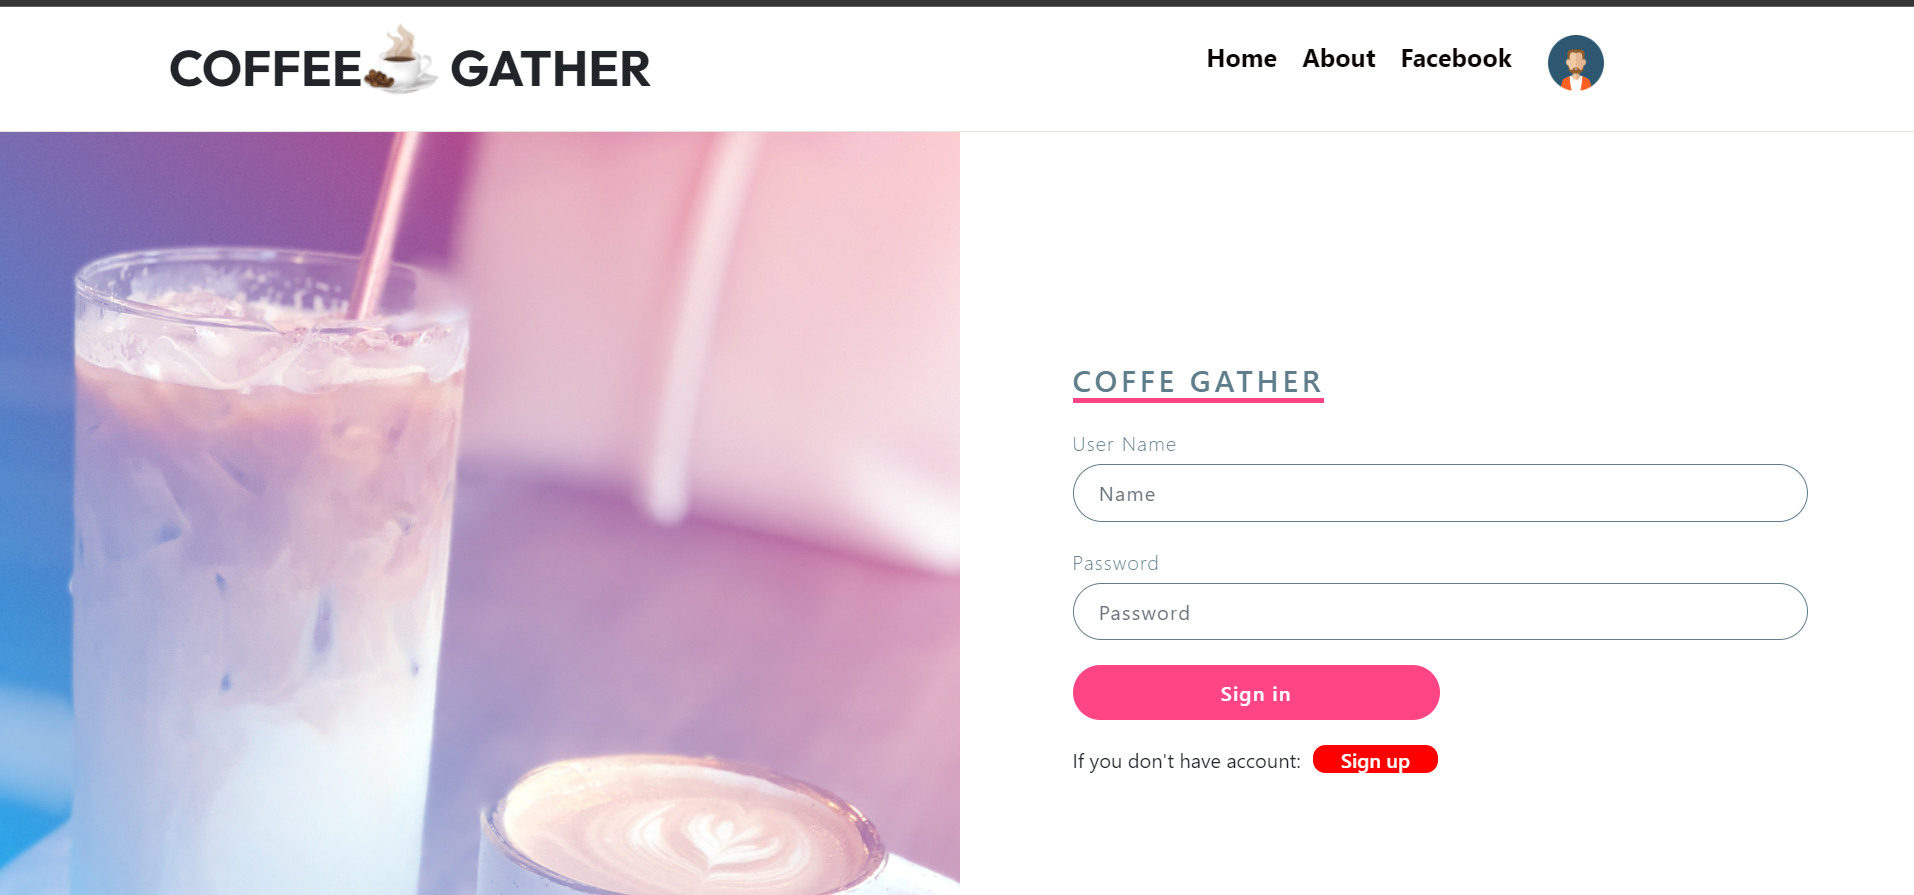 COFFEE GATHER
Home About Facebook
COFFE GATHER
User Name
Name
Password
Password
Sign in
If you don't have account: Sign up